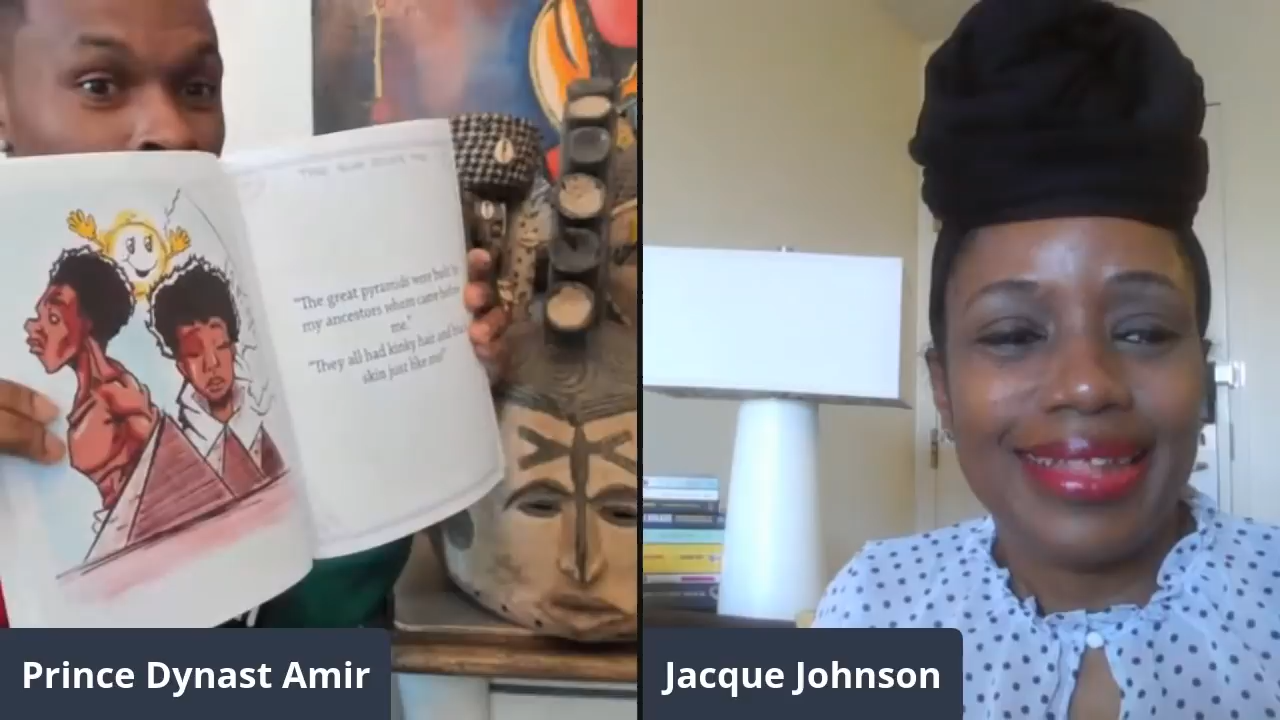 "The great pyramids were built by
my ancestors whom came before
me."
"They all had kinky hair and
skin just like me!"
Prince Dynast Amir
Jacque Johnson